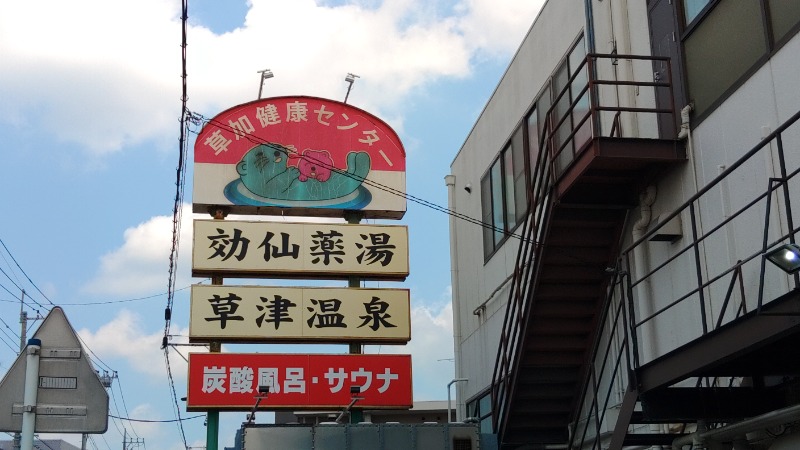 草加健康センター
効仙薬湯
草津温泉
炭酸風呂・サウナ